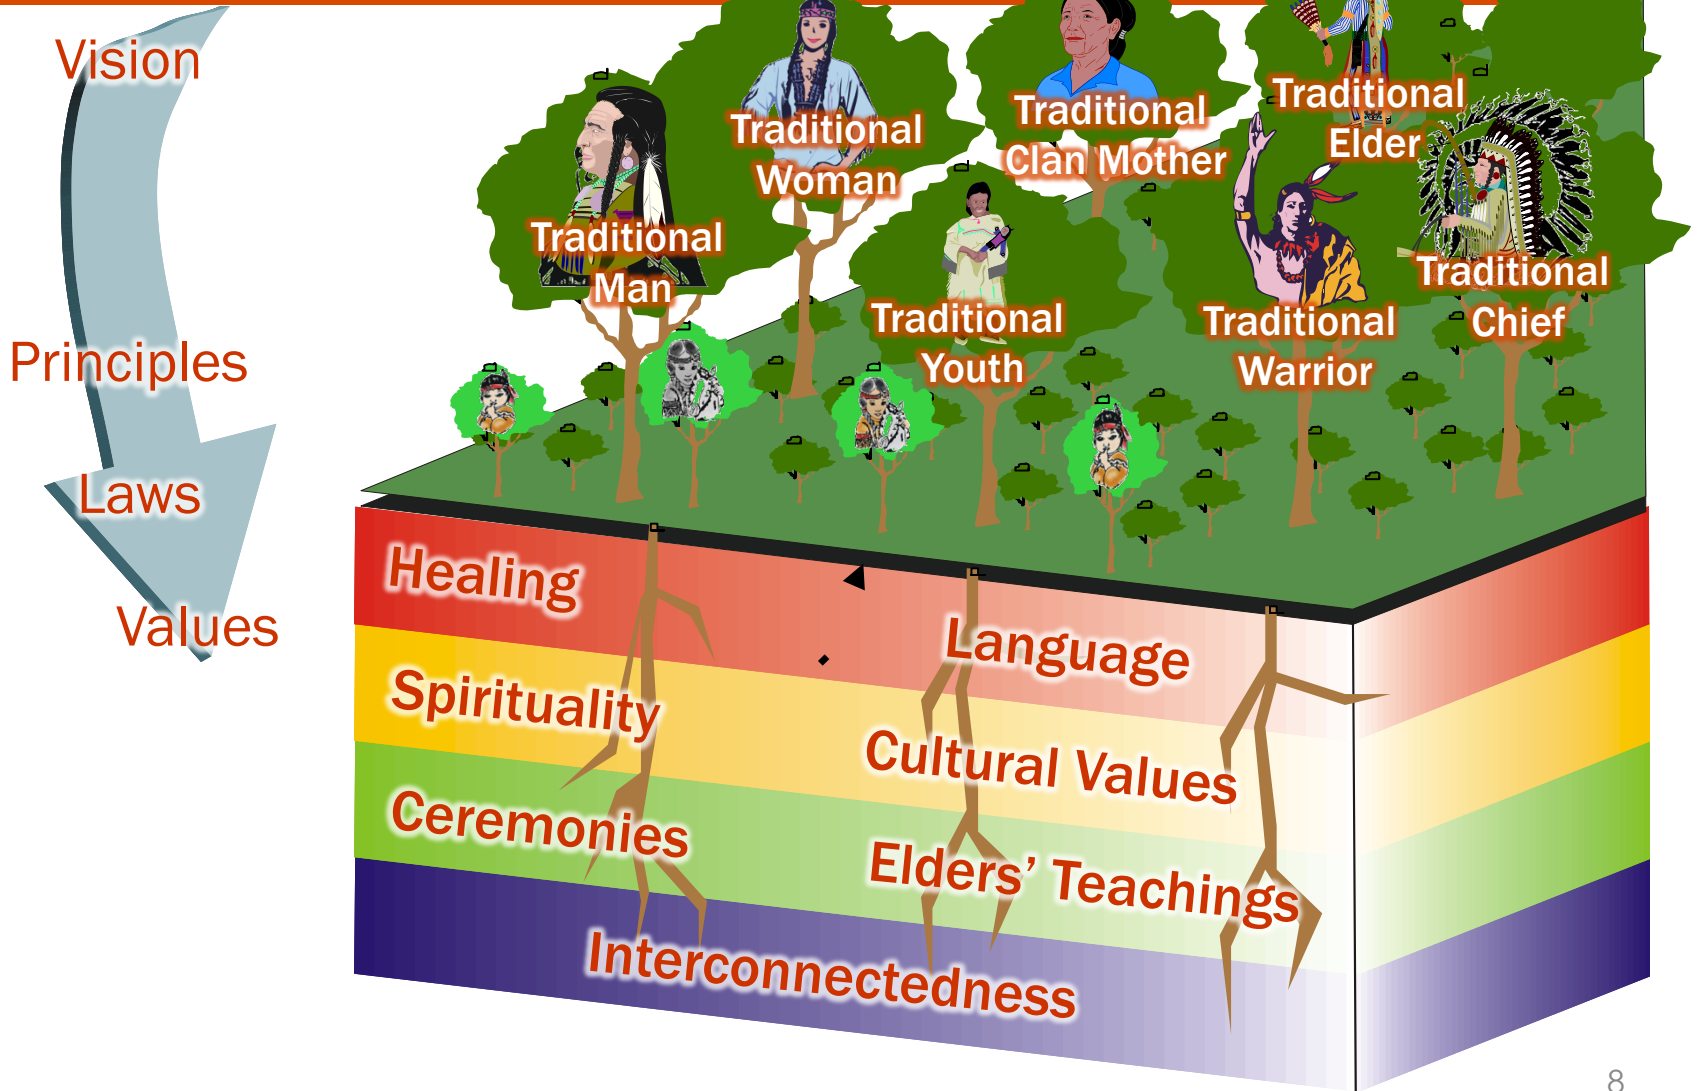 Vision
Principles
Laws
Values
Traditional
Man
Traditional
Woman
Traditional
Clan Mother
Traditional
Elder
Traditional
Youth
Traditional
Warrior
Traditional
Chief
Healing
Language
Spirituality
Cultural Values
Ceremonies
Elders’ Teachings
Interconnectedness
8